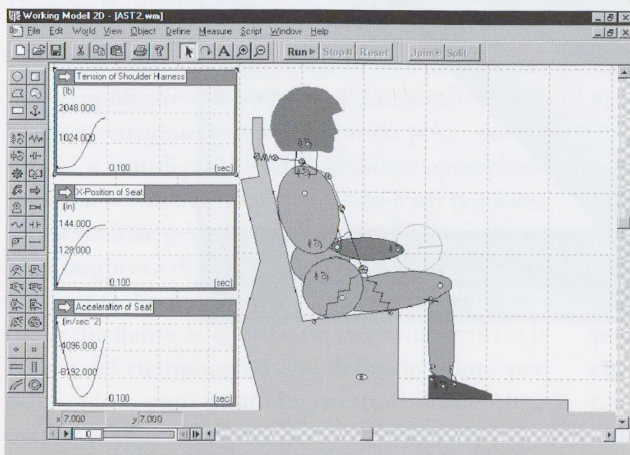 Working Model 2D - [AST2.wm]
File Edit World View Object Define Measure Script Window Help
Run Stop Reset Join Split
Tension of Shoulder Harness
(lb)
2048.000
1024.000
0.100 (sec)
X-Position of Seat
(in)
144.000
128.000
0.100 (sec)
Acceleration of Seat
(in/sec^2)
-4096.000
-8192.000
0.100 (sec)
x 7.000 y 7.000
0